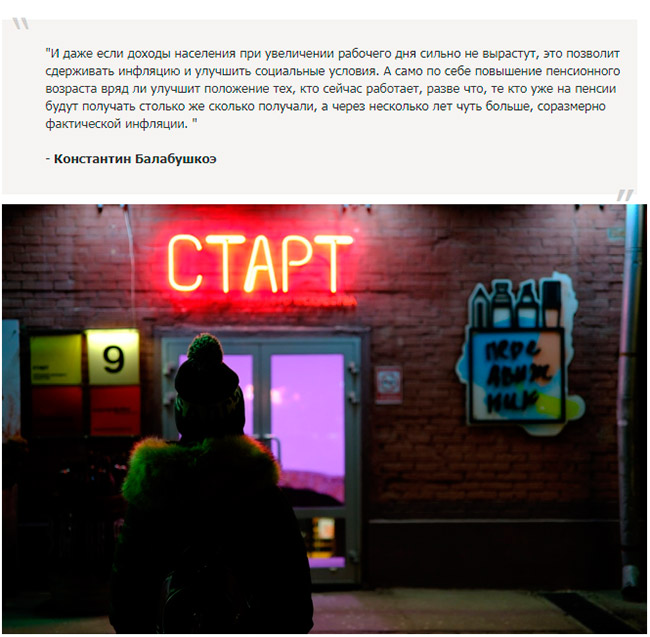 "И даже если доходы населения при увеличении рабочего дня сильно не вырастут, это позволит
сдерживать инфляцию и улучшить социальные условия. А само по себе повышение пенсионного
возраста вряд ли улучшит положение тех, кто сейчас работает, разве что, те кто уже на пенсии
будут получать столько же сколько получали, а через несколько лет чуть больше, соразмерно
фактической инфляции. "
- Константин Балабушкоэ
СТАРТ
9
пере
движ
ник